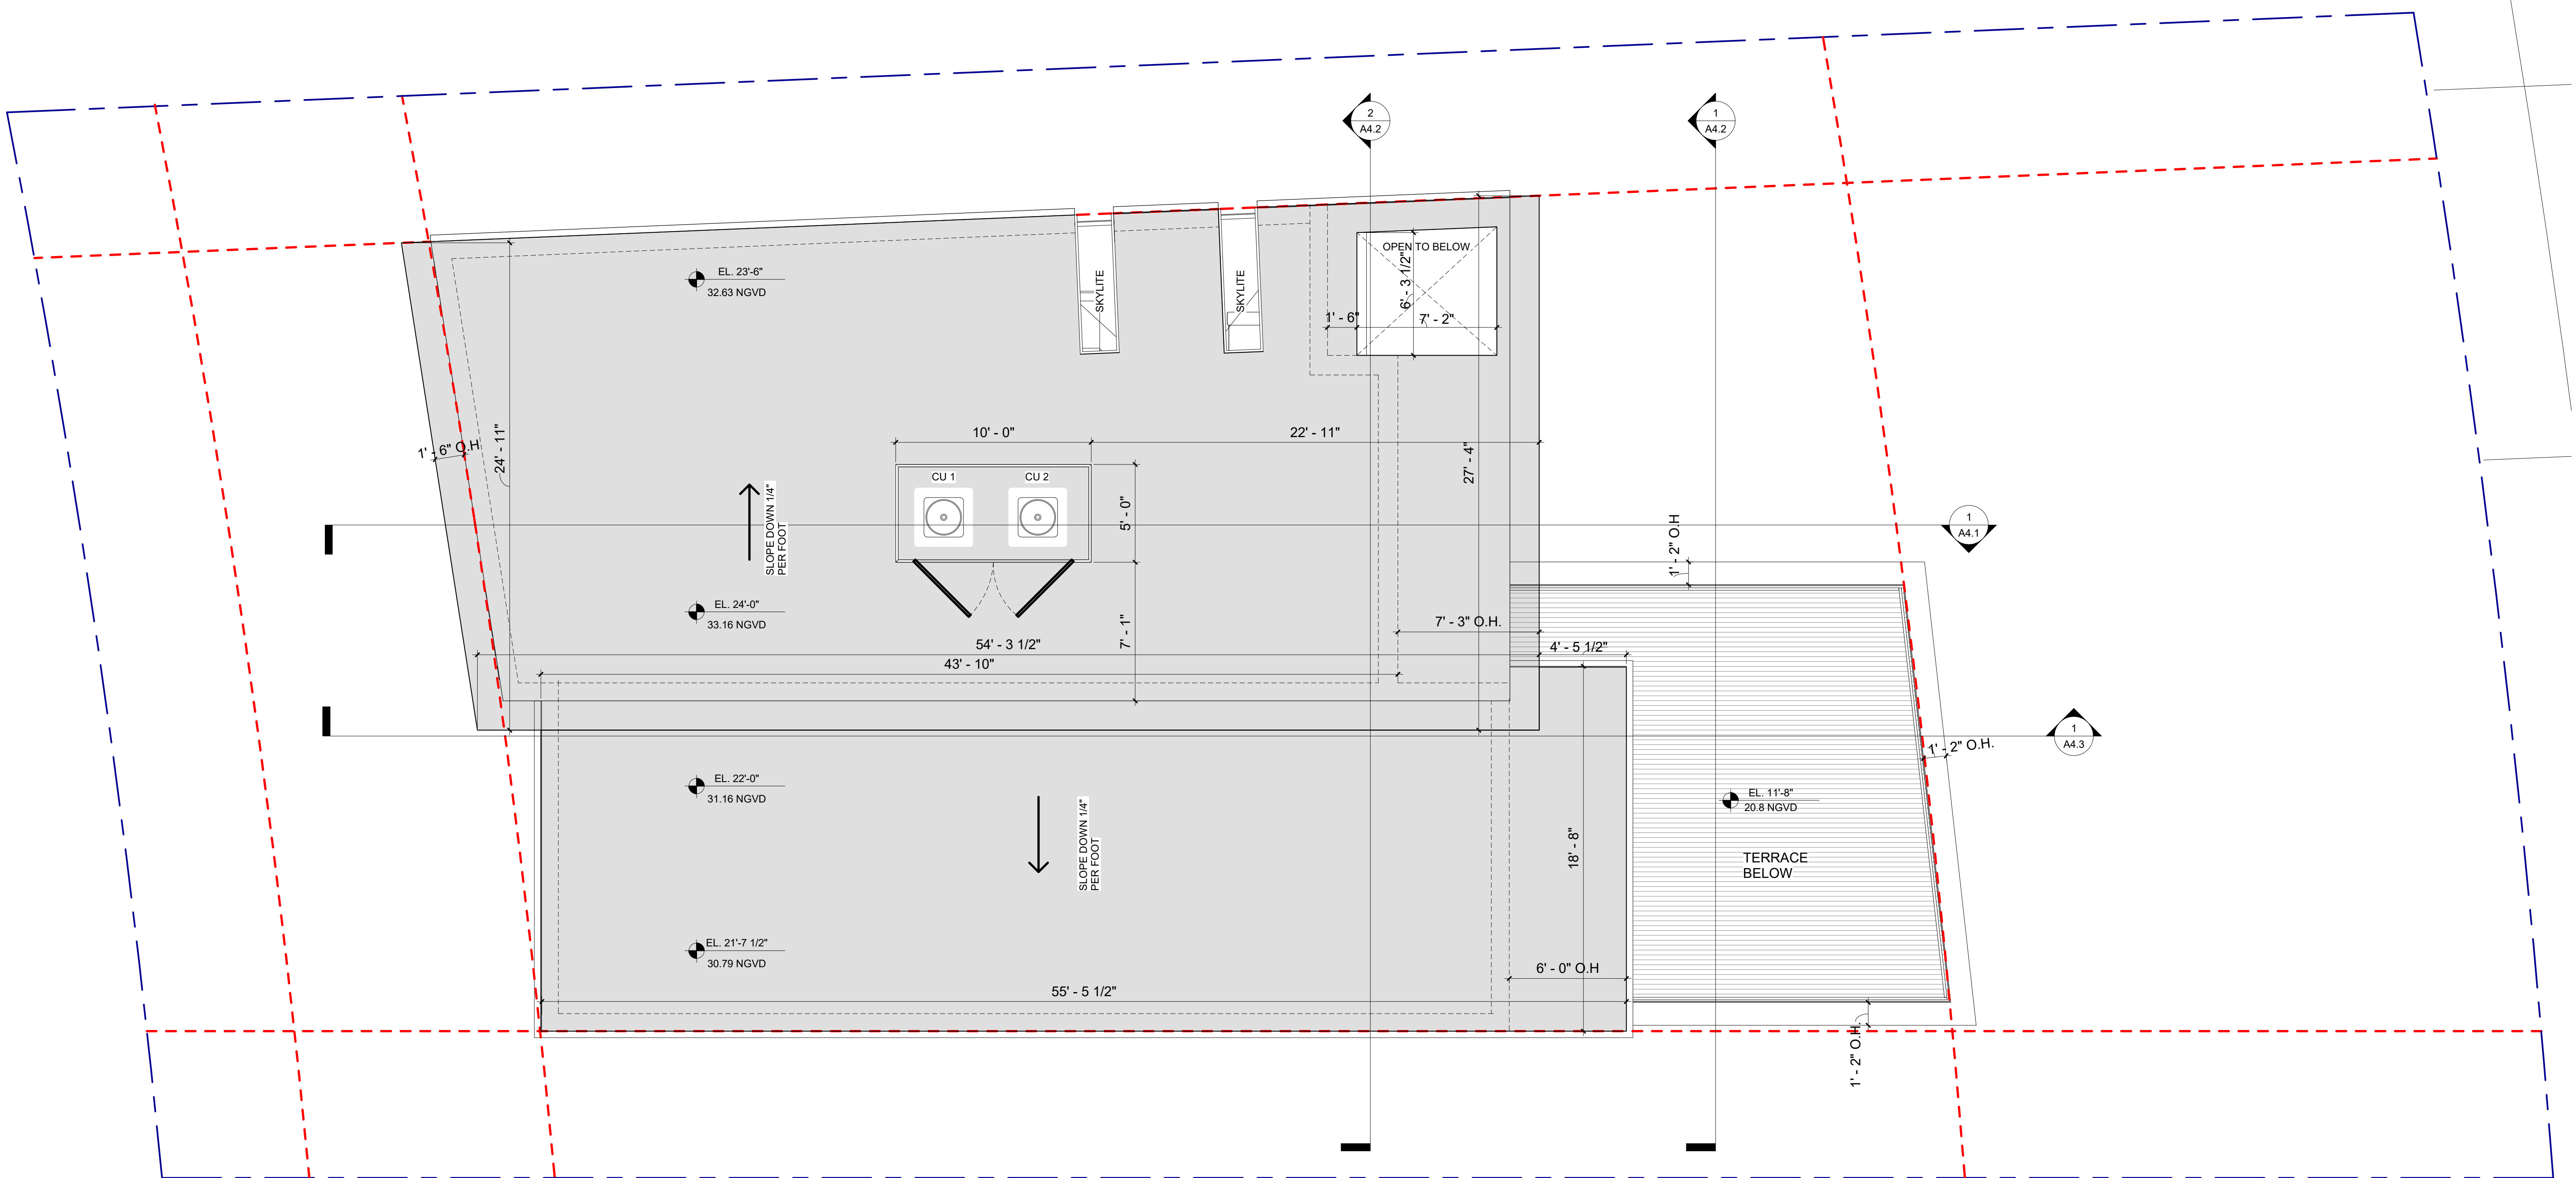 2
A4.2
1
A4.2
OPEN TO BELOW
EL. 23'-6"
32.63 NGVD
SKYLITE
SKYLITE
6' - 3 1/2"
1' - 6"
7' - 2"
10' - 0"
22' - 11"
1' - 6" O.H
24' - 11"
27' - 4"
CU 1
CU 2
5' - 0"
SLOPE DOWN 1/4"
PER FOOT
1
A4.1
1' - 2" O.H
EL. 24'-0"
33.16 NGVD
7' - 1"
7' - 3" O.H.
54' - 3 1/2"
4' - 5 1/2"
43' - 10"
1
A4.3
1' - 2" O.H.
EL. 22'-0"
31.16 NGVD
EL. 11'-8"
20.8 NGVD
SLOPE DOWN 1/4"
PER FOOT
18' - 8"
TERRACE
BELOW
EL. 21'-7 1/2"
30.79 NGVD
6' - 0" O.H
55' - 5 1/2"
1' - 2" O.H.